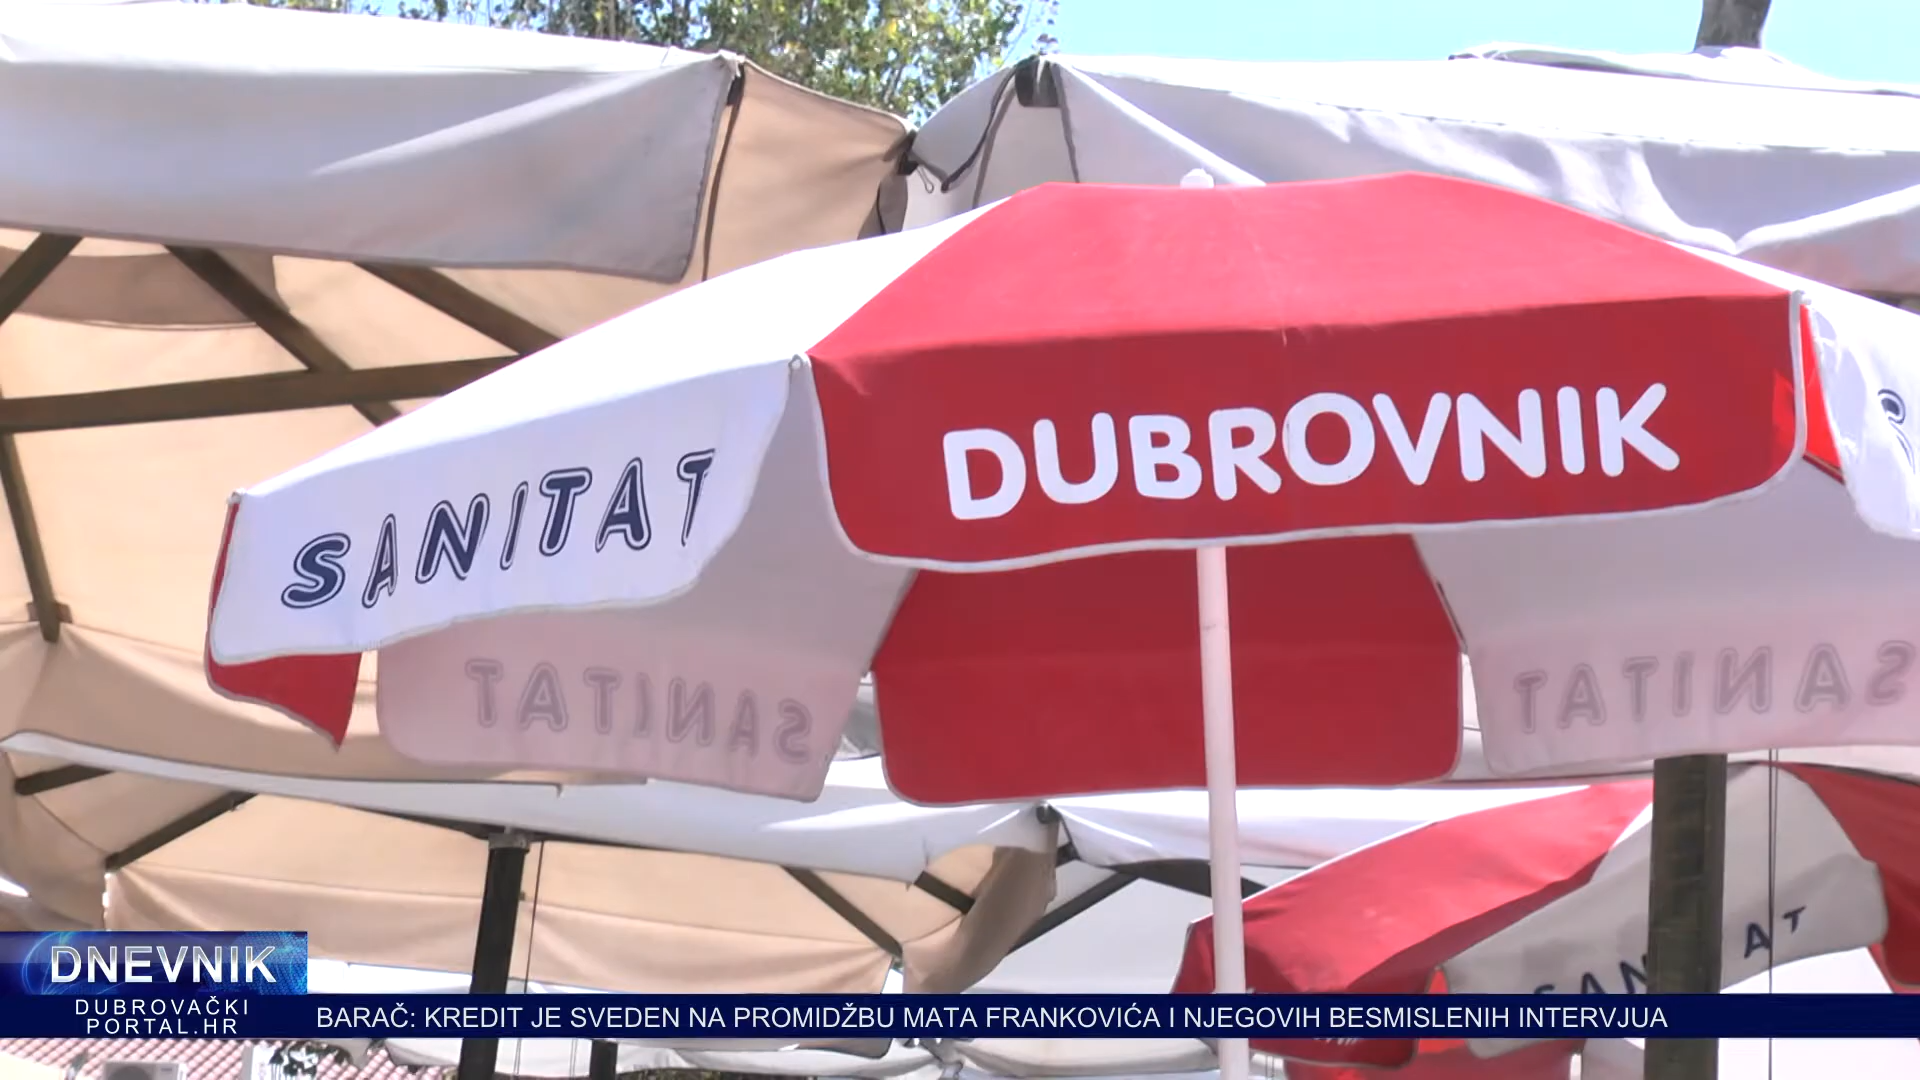 DUBROVNIK
SANITAT
SANITAT
SANITAT
SANITAT
DNEVNIK
DUBROVAČKI
PORTAL.HR
BARAČ: KREDIT JE SVEDEN NA PROMIDŽBU MATA FRANKOVIĆA I NJEGOVIH BESMISLENIH INTERVJUA